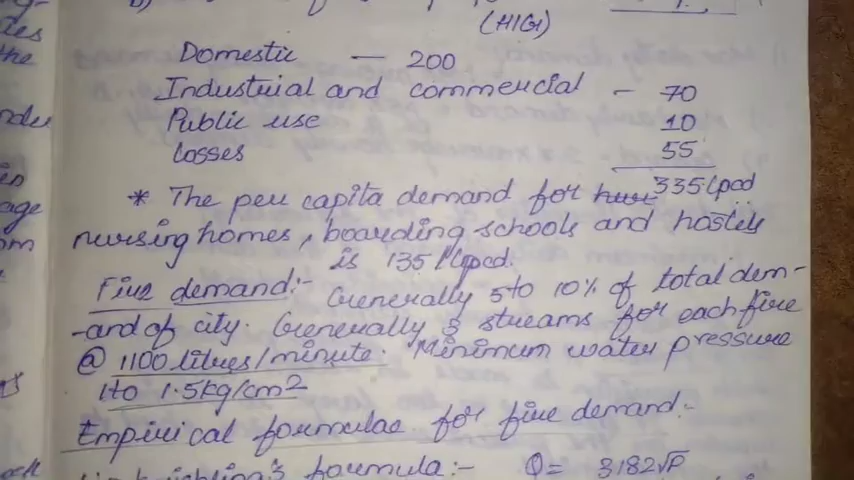 (HIG)
Domestic — 200
Industrial and commercial - 70
Public use 10
Losses 55
335 lpcd
* The per capita demand for
nursing homes, boarding schools and hostels
is 135 lpcd.
Fire demand:- Generally 5 to 10% of total dem-
-and of city. Generally 3 streams for each fire
@ 1100 litres/minute. Minimum water pressure
1 to 1.5kg/cm2
Empirical formulae for fire demand:-
formula:- Q= 3182√P